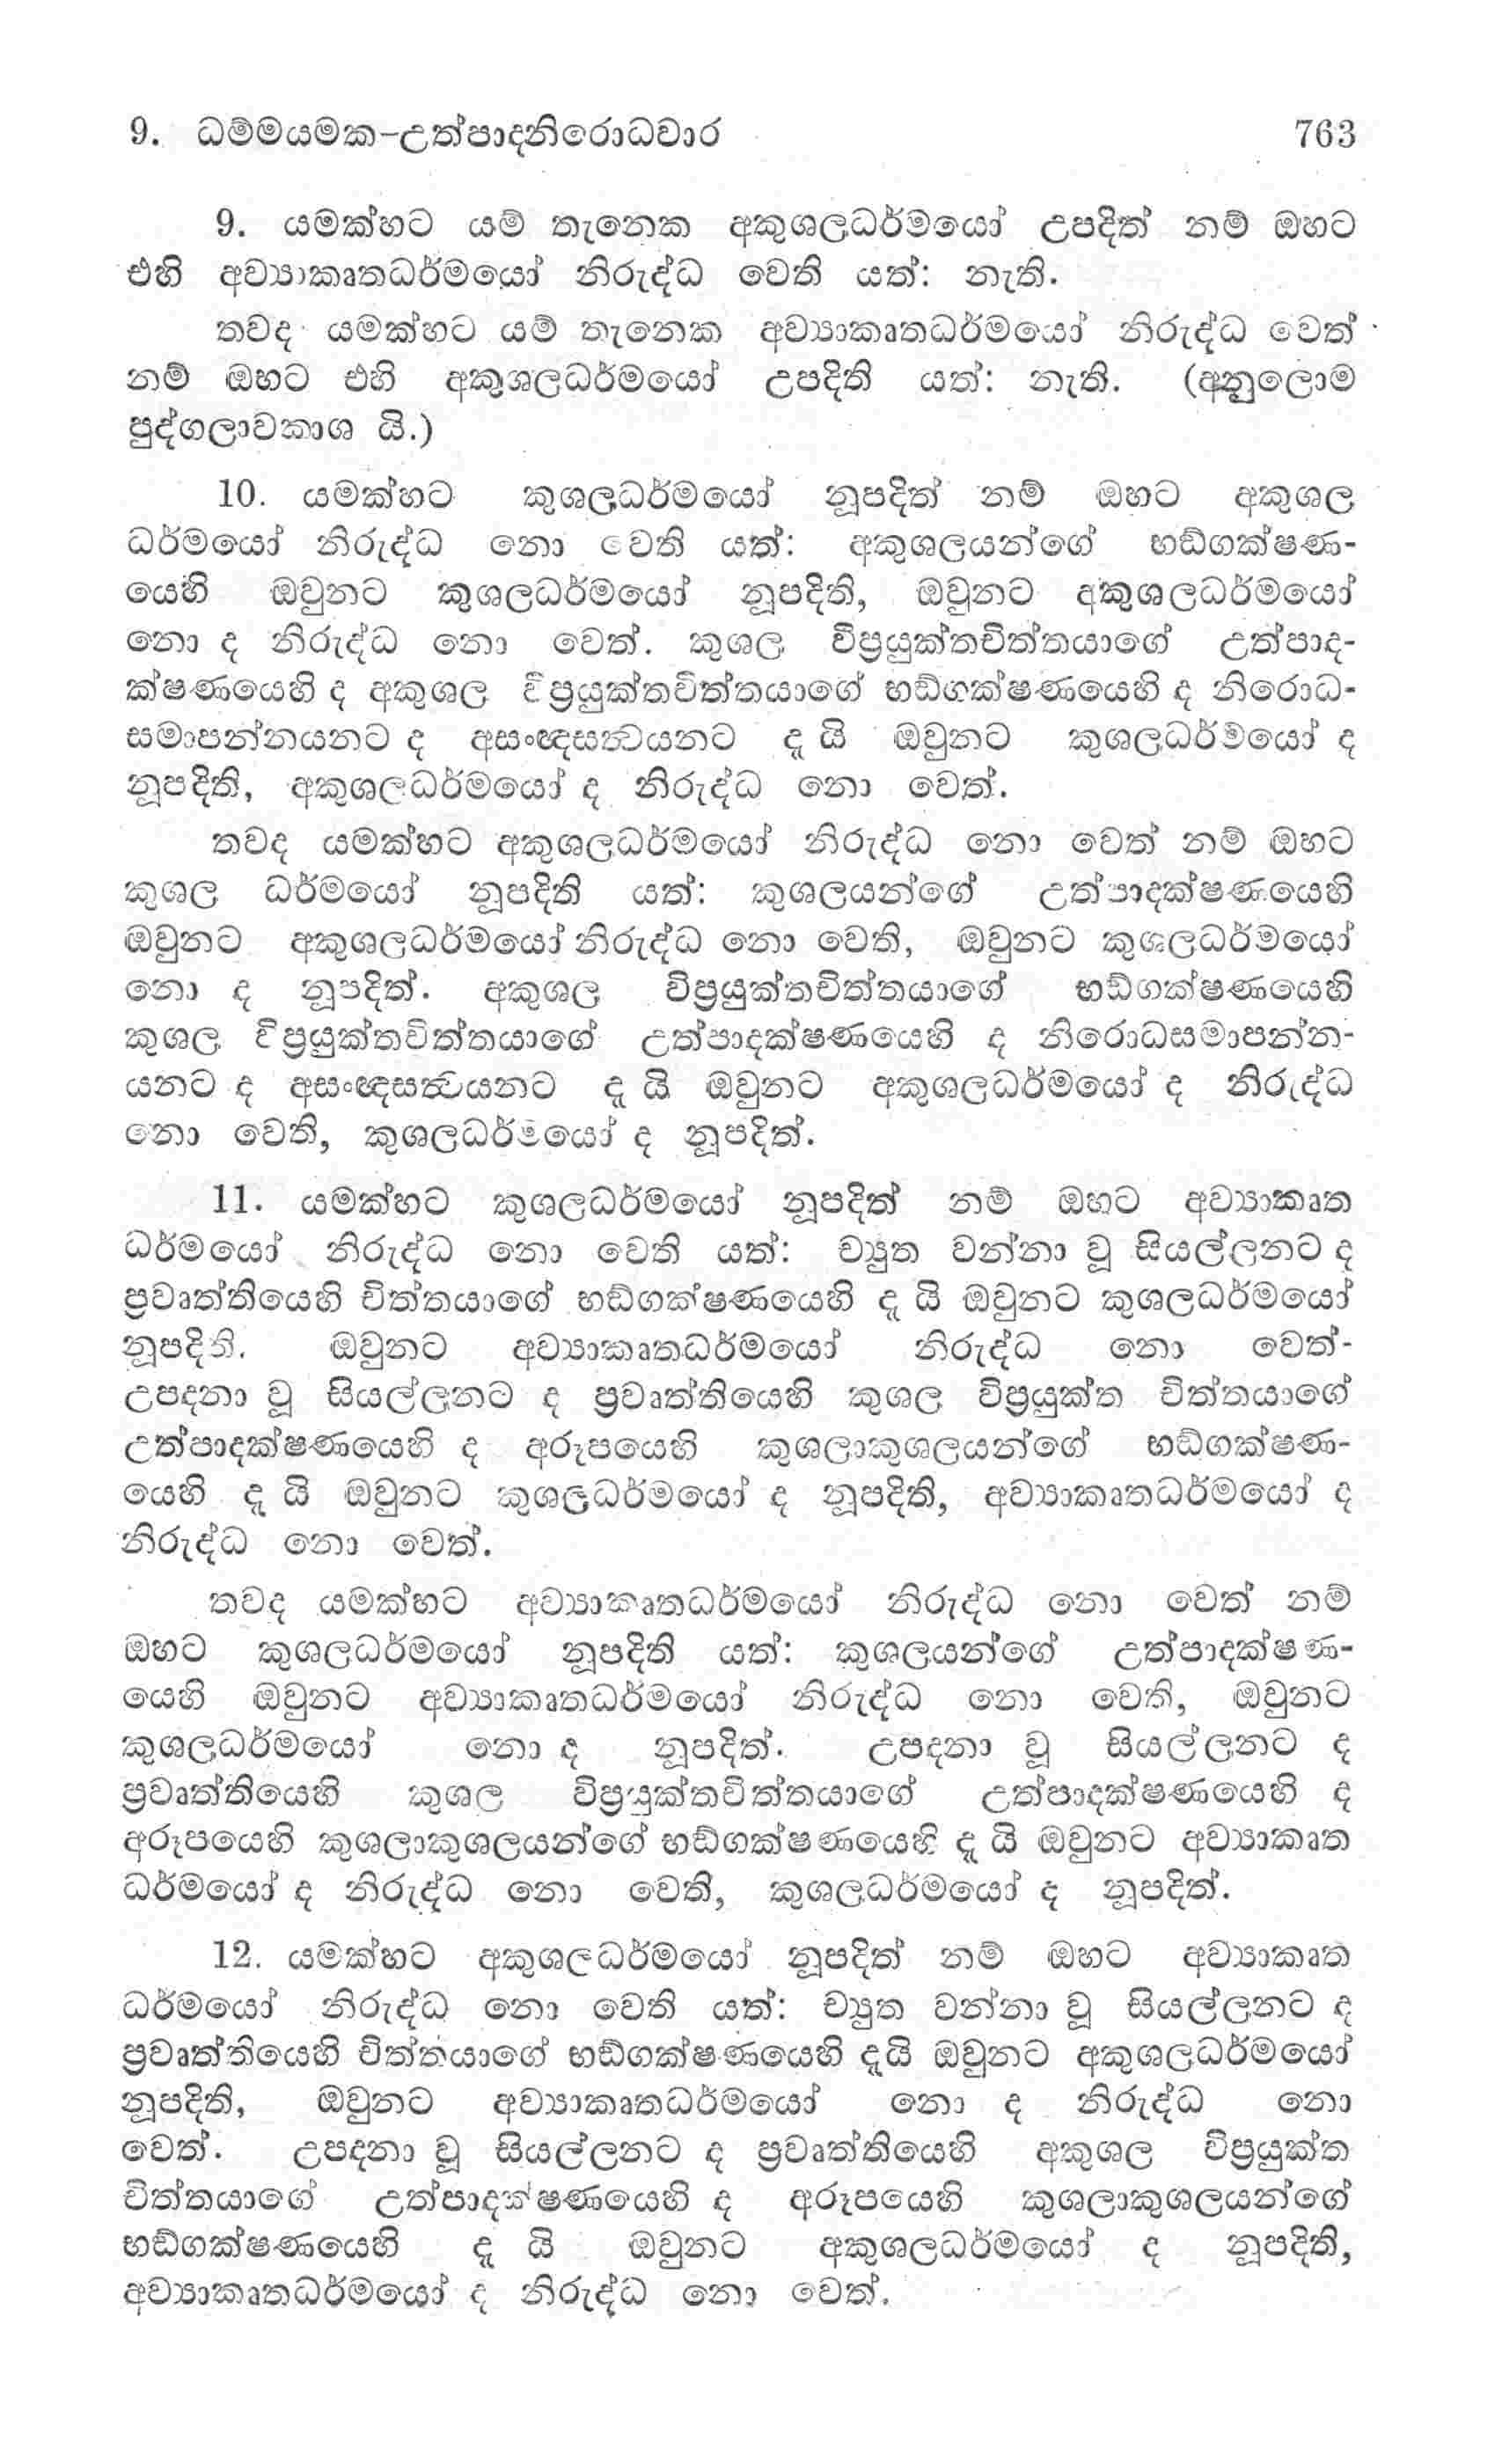 9. ධම්මයමක-උත්පාදනිරොධවාර 763
9. යමක්හට යම් තැනෙක අකුශලධර්මයෝ උපදිත් නම් ඔහට
එහි අව්‍යාකෘතධර්මයෝ නිරුද්ධ වෙති යත්: නැති.
තවද යමක්හට යම් තැනෙක අව්‍යාකෘතධර්මයෝ නිරුද්ධ වෙත්
නම් ඔහට එහි අකුශලධර්මයෝ උපදිති යත්: නැති. (අනුලොම
පුද්ගලාවකාශ යි.)
10. යමක්හට කුශලධර්මයෝ නූපදිත් නම් ඔහට අකුශල
ධර්මයෝ නිරුද්ධ නො වෙති යත්: අකුශලයන්ගේ භඞ්ගක්ෂණ-
යෙහි ඔවුනට කුශලධර්මයෝ නූපදිති, ඔවුනට අකුශලධර්මයෝ
නො ද නිරුද්ධ නො වෙත්. කුශල විප්‍රයුක්තචිත්තයාගේ උත්පාද-
ක්ෂණයෙහි ද අකුශල විප්‍රයුක්තචිත්තයාගේ භඞ්ගක්ෂණයෙහි ද නිරොධ-
සමාපන්නයනට ද අසංඥසත්‍වයනට ද යි ඔවුනට කුශලධර්මයෝ ද
නූපදිති, අකුශලධර්මයෝ ද නිරුද්ධ නො වෙත්.
තවද යමක්හට අකුශලධර්මයෝ නිරුද්ධ නො වෙත් නම් ඔහට
කුශල ධර්මයෝ නූපදිති යත්: කුශලයන්ගේ උත්පාදක්ෂණයෙහි
ඔවුනට අකුශලධර්මයෝ නිරුද්ධ නො වෙති, ඔවුනට කුශලධර්මයෝ
නො ද නූපදිත්. අකුශල විප්‍රයුක්තචිත්තයාගේ භඞ්ගක්ෂණයෙහි
කුශල විප්‍රයුක්තචිත්තයාගේ උත්පාදක්ෂණයෙහි ද නිරොධසමාපන්න-
යනට ද අසංඥසත්‍වයනට ද යි ඔවුනට අකුශලධර්මයෝ ද නිරුද්ධ
නො වෙති, කුශලධර්මයෝ ද නූපදිත්.
11. යමක්හට කුශලධර්මයෝ නූපදිත් නම් ඔහට අව්‍යාකෘත
ධර්මයෝ නිරුද්ධ නො වෙති යත්: ච්‍යුත වන්නා වූ සියල්ලනට ද
ප්‍රවෘත්තියෙහි චිත්තයාගේ භඞ්ගක්ෂණයෙහි ද යි ඔවුනට කුශලධර්මයෝ
නූපදිති. ඔවුනට අව්‍යාකෘතධර්මයෝ නිරුද්ධ නො වෙත්-
උපදනා වූ සියල්ලනට ද ප්‍රවෘත්තියෙහි කුශල විප්‍රයුක්ත චිත්තයාගේ
උත්පාදක්ෂණයෙහි ද අරූපයෙහි කුශලාකුශලයන්ගේ භඞ්ගක්ෂණ-
යෙහි ද යි ඔවුනට කුශලධර්මයෝ ද නූපදිති, අව්‍යාකෘතධර්මයෝ ද
නිරුද්ධ නො වෙත්.
තවද යමක්හට අව්‍යාකෘතධර්මයෝ නිරුද්ධ නො වෙත් නම්
ඔහට කුශලධර්මයෝ නූපදිති යත්: කුශලයන්ගේ උත්පාදක්ෂණ-
යෙහි ඔවුනට අව්‍යාකෘතධර්මයෝ නිරුද්ධ නො වෙති, ඔවුනට
කුශලධර්මයෝ නො ද නූපදිත්. උපදනා වූ සියල්ලනට ද
ප්‍රවෘත්තියෙහි කුශල විප්‍රයුක්තචිත්තයාගේ උත්පාදක්ෂණයෙහි ද
අරූපයෙහි කුශලාකුශලයන්ගේ භඞ්ගක්ෂණයෙහි ද යි ඔවුනට අව්‍යාකෘත
ධර්මයෝ ද නිරුද්ධ නො වෙති, කුශලධර්මයෝ ද නූපදිත්.
12. යමක්හට අකුශලධර්මයෝ නූපදිත් නම් ඔහට අව්‍යාකෘත
ධර්මයෝ නිරුද්ධ නො වෙති යත්: ච්‍යුත වන්නා වූ සියල්ලනට ද
ප්‍රවෘත්තියෙහි චිත්තයාගේ භඞ්ගක්ෂණයෙහි දයි ඔවුනට අකුශලධර්මයෝ
නූපදිති, ඔවුනට අව්‍යාකෘතධර්මයෝ නො ද නිරුද්ධ නො
වෙත්. උපදනා වූ සියල්ලනට ද ප්‍රවෘත්තියෙහි අකුශල විප්‍රයුක්ත
චිත්තයාගේ උත්පාදක්ෂණයෙහි ද අරූපයෙහි කුශලාකුශලයන්ගේ
භඞ්ගක්ෂණයෙහි ද යි ඔවුනට අකුශලධර්මයෝ ද නූපදිති,
අව්‍යාකෘතධර්මයෝ ද නිරුද්ධ නො වෙත්.